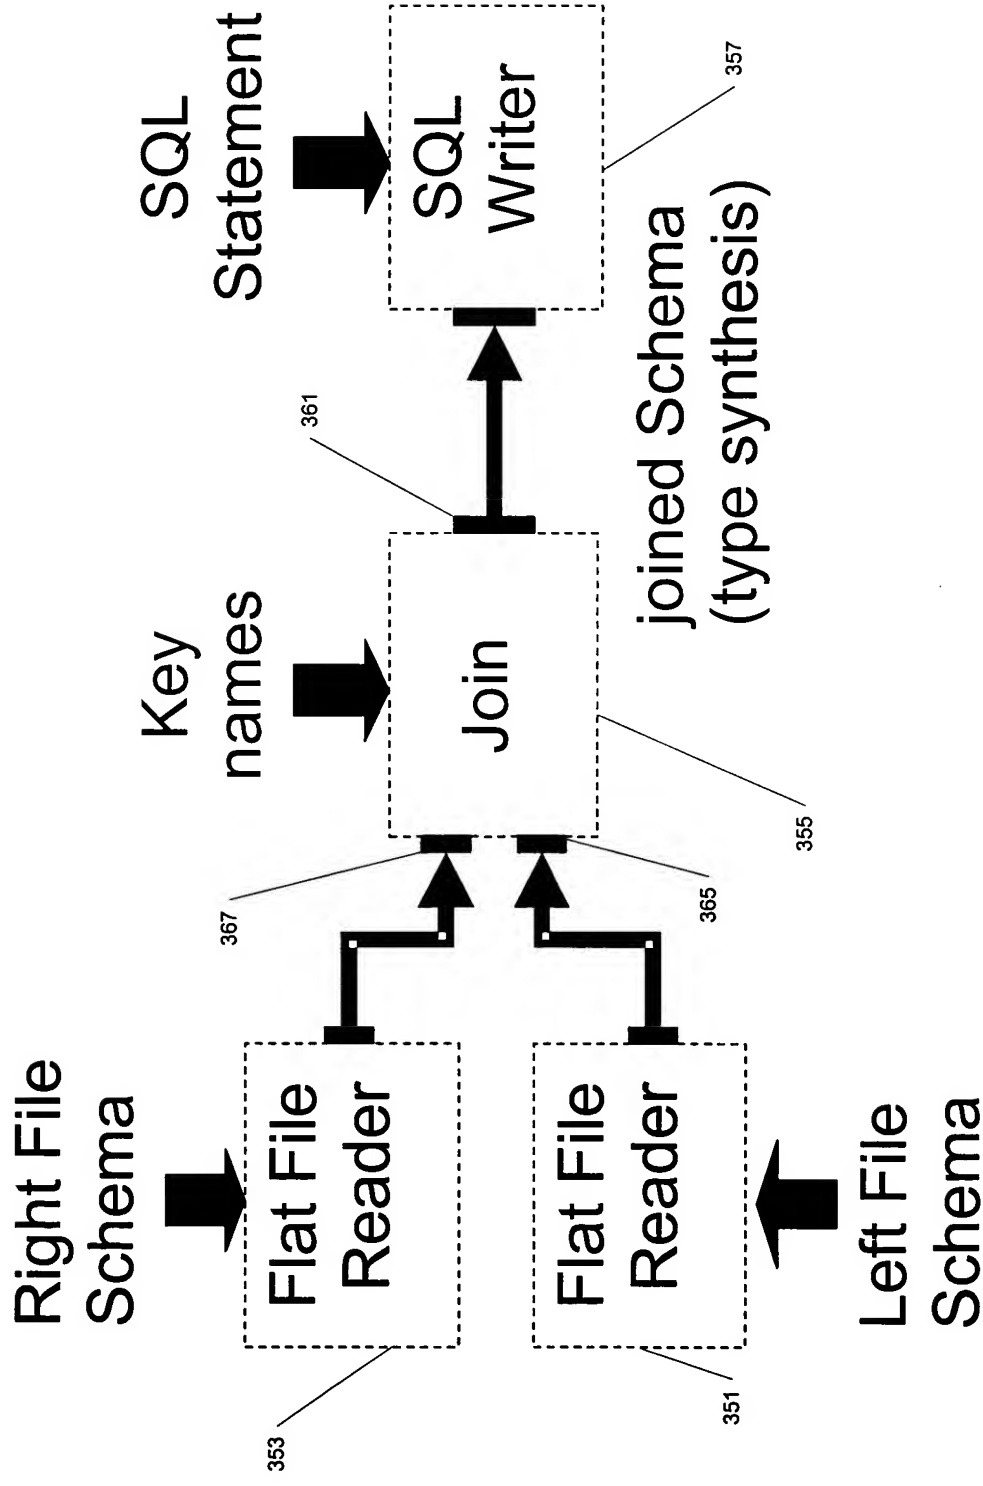 Right File
Schema
Flat File
Reader
353
Flat File
Reader
351
Left File
Schema
367
365
Key
names
Join
355
361
joined Schema
(type synthesis)
SQL
Statement
SQL
Writer
357